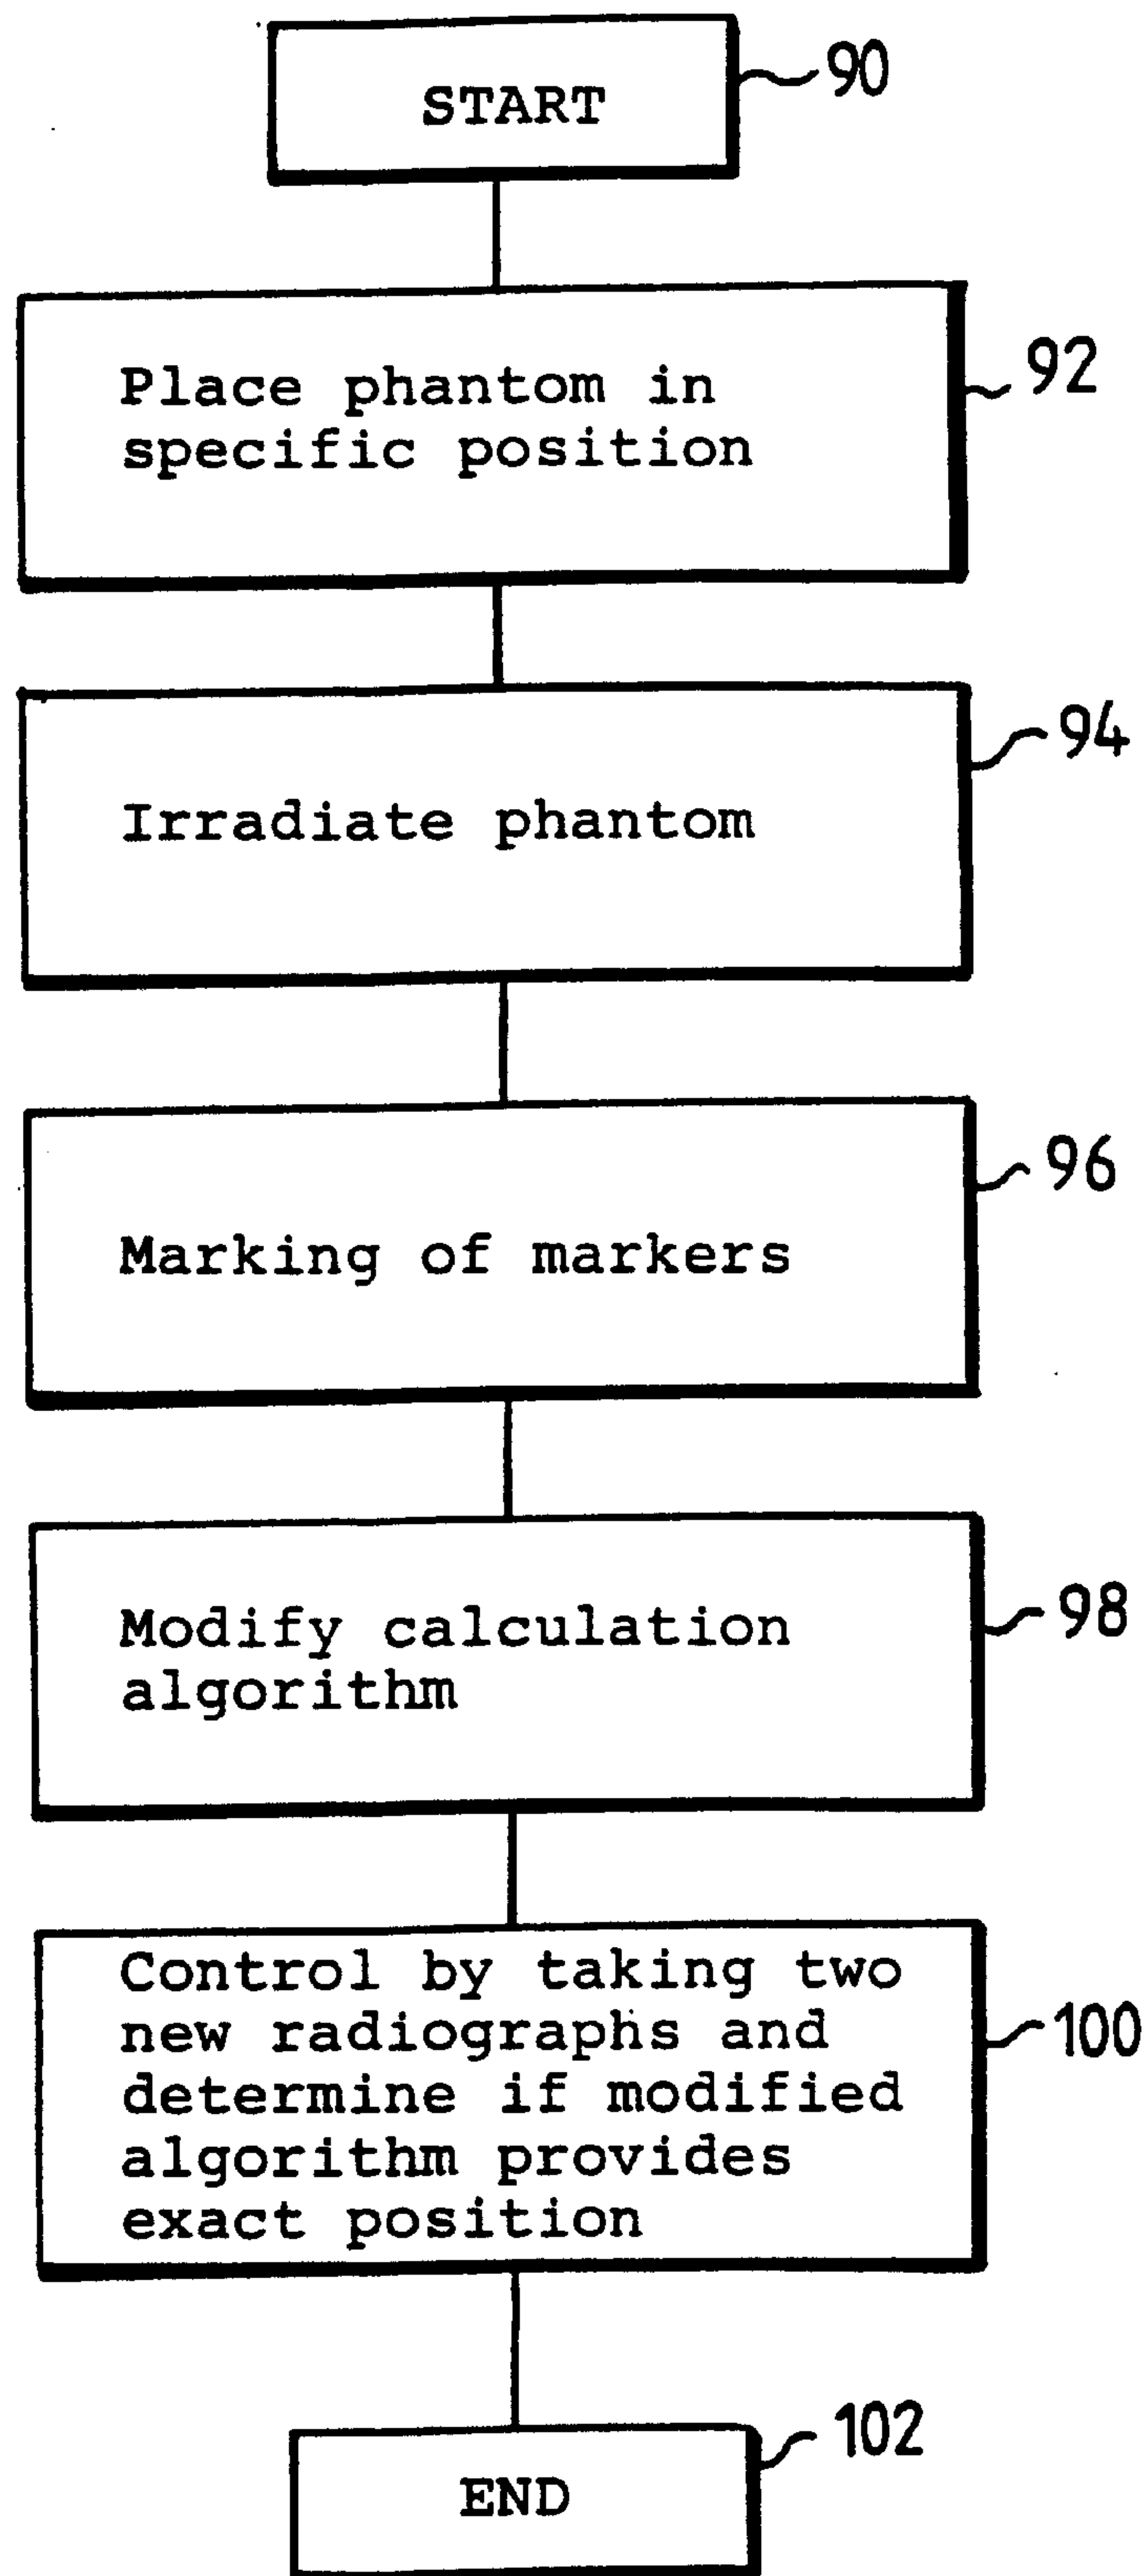 START
90
Place phantom in
specific position
92
Irradiate phantom
94
Marking of markers
96
Modify calculation
algorithm
98
Control by taking two
new radiographs and
determine if modified
algorithm provides
exact position
100
END
102